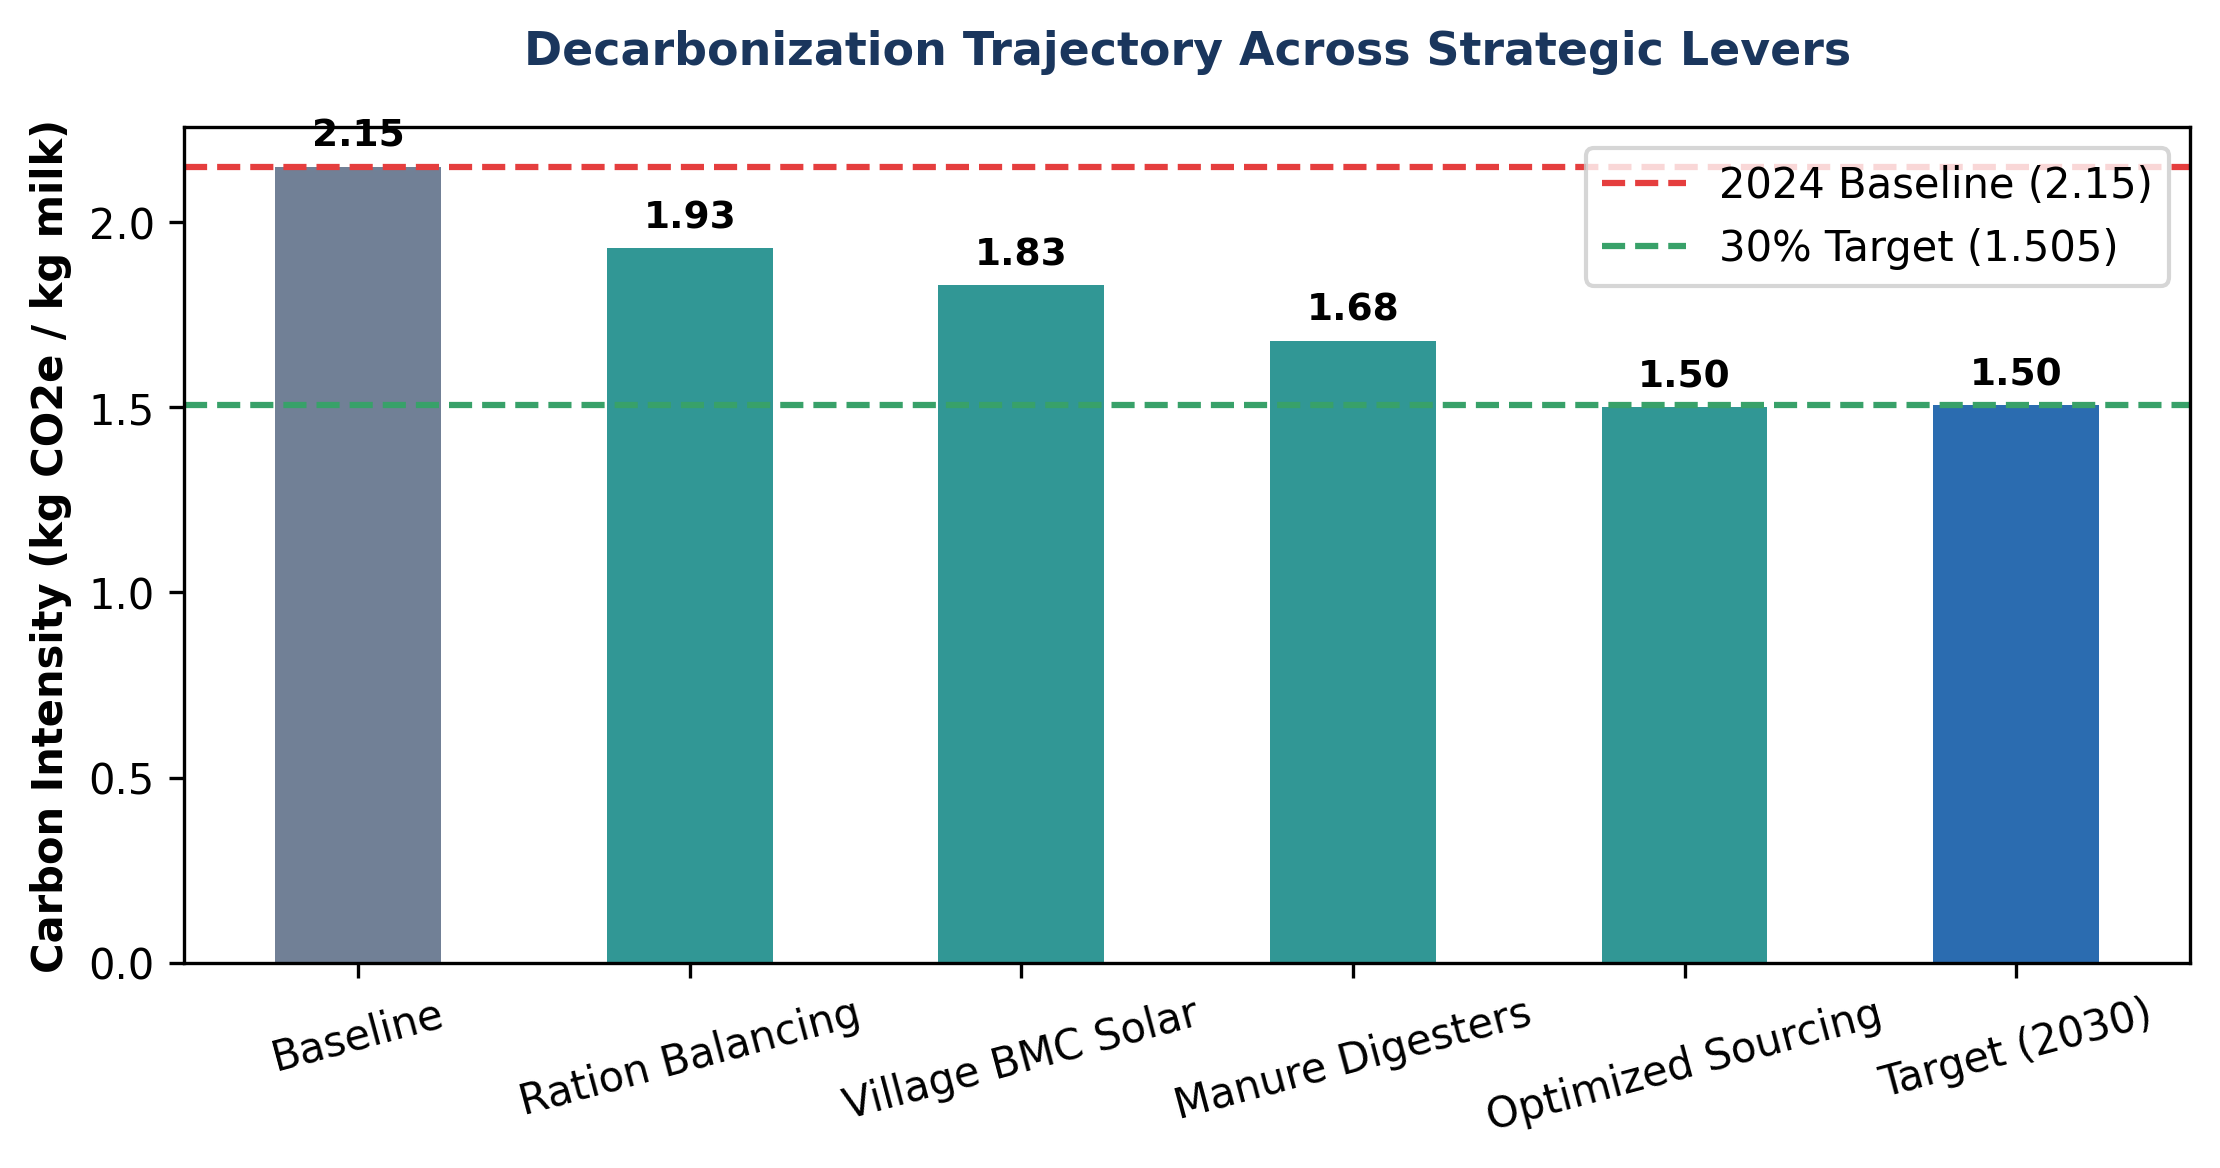 Decarbonization Trajectory Across Strategic Levers
Carbon Intensity (kg CO2e / kg milk)
2.0
1.5
1.0
0.5
0.0
2.15
1.93
1.83
1.68
1.50
1.50
2024 Baseline (2.15)
30% Target (1.505)
Baseline
Ration Balancing
Village BMC Solar
Manure Digesters
Optimized Sourcing
Target (2030)